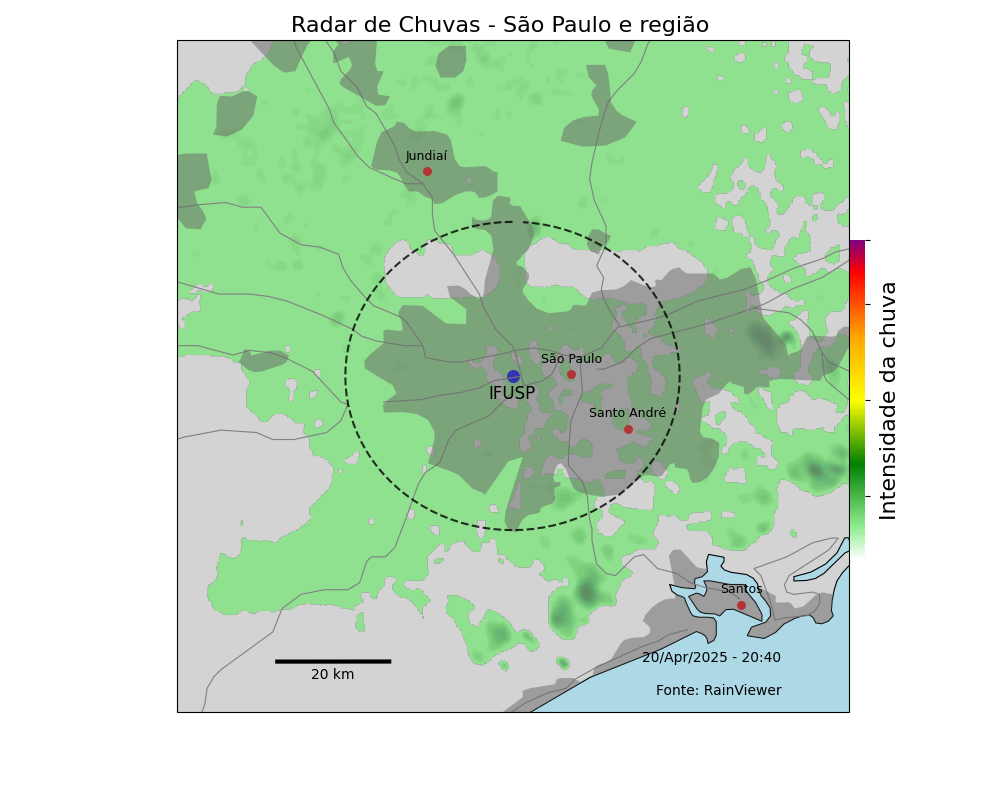 Radar de Chuvas - São Paulo e região
Jundiaí
São Paulo
IFUSP
Santo André
Intensidade da chuva
Santos
20/Apr/2025 - 20:40
20 km
Fonte: RainViewer